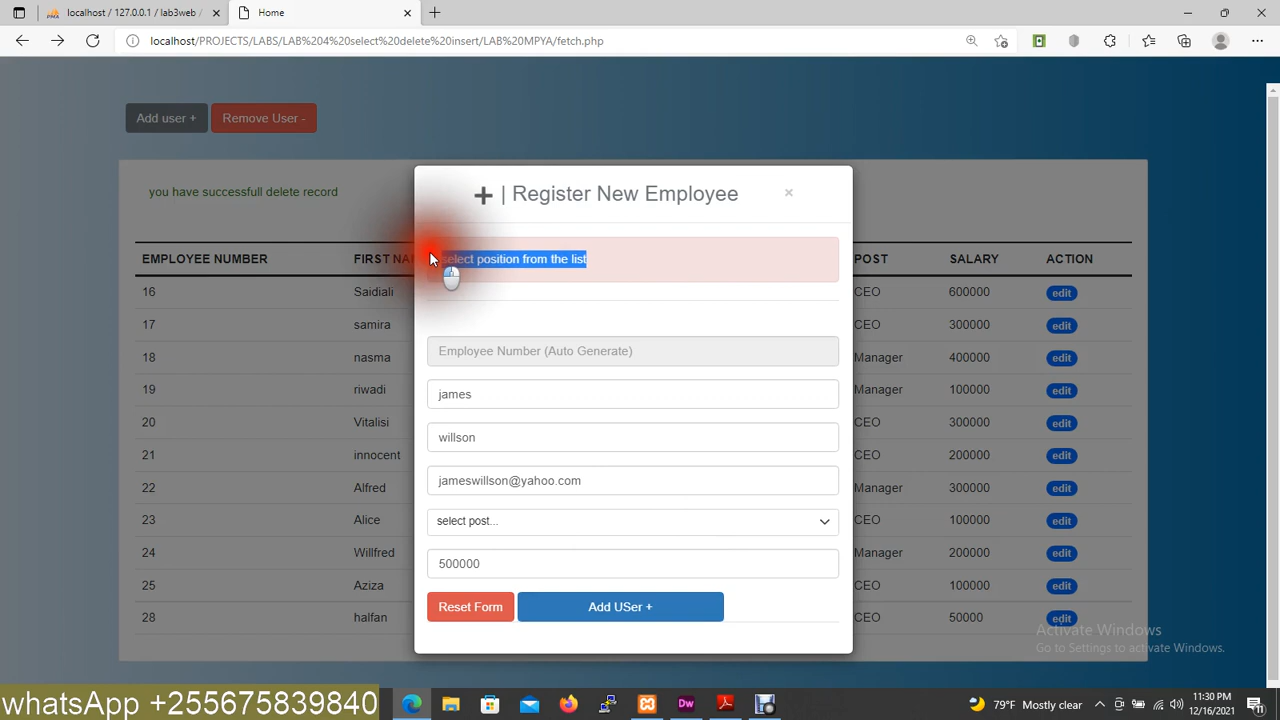 localhost / 127.0.0.1 / lab3web /
Home
localhost/PROJECTS/LABS/LAB%204%20select%20delete%20insert/LAB%20MPYA/fetch.php
Add user +
Remove User -
you have successfull delete record
+ | Register New Employee
×
select position from the list
EMPLOYEE NUMBER FIRST NA POST SALARY ACTION
16 Saidiali CEO 600000 edit
17 samira CEO 300000 edit
18 nasma Manager 400000 edit
19 riwadi Manager 100000 edit
20 Vitalisi CEO 300000 edit
21 innocent CEO 200000 edit
22 Alfred Manager 300000 edit
23 Alice CEO 100000 edit
24 Willfred Manager 200000 edit
25 Aziza CEO 100000 edit
28 halfan CEO 50000 edit
Employee Number (Auto Generate)
james
willson
jameswillson@yahoo.com
select post...
500000
Reset Form
Add USer +
Activate Windows
Go to Settings to activate Windows.
whatsApp +255675839840
Dw
79°F Mostly clear
11:30 PM
12/16/2021